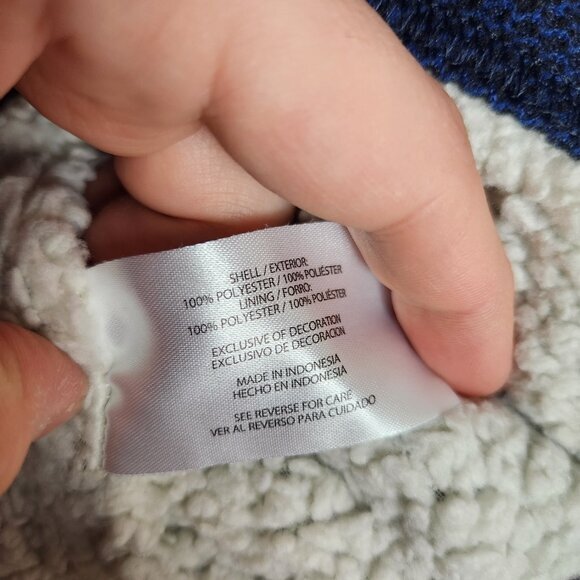 SHELL / EXTERIOR:
100% POLYESTER / 100% POLIÉSTER
LINING / FORRO:
100% POLYESTER / 100% POLIÉSTER
EXCLUSIVE OF DECORATION
EXCLUSIVO DE DECORACION
MADE IN INDONESIA
HECHO EN INDONESIA
SEE REVERSE FOR CARE
VER AL REVERSO PARA CUIDADO